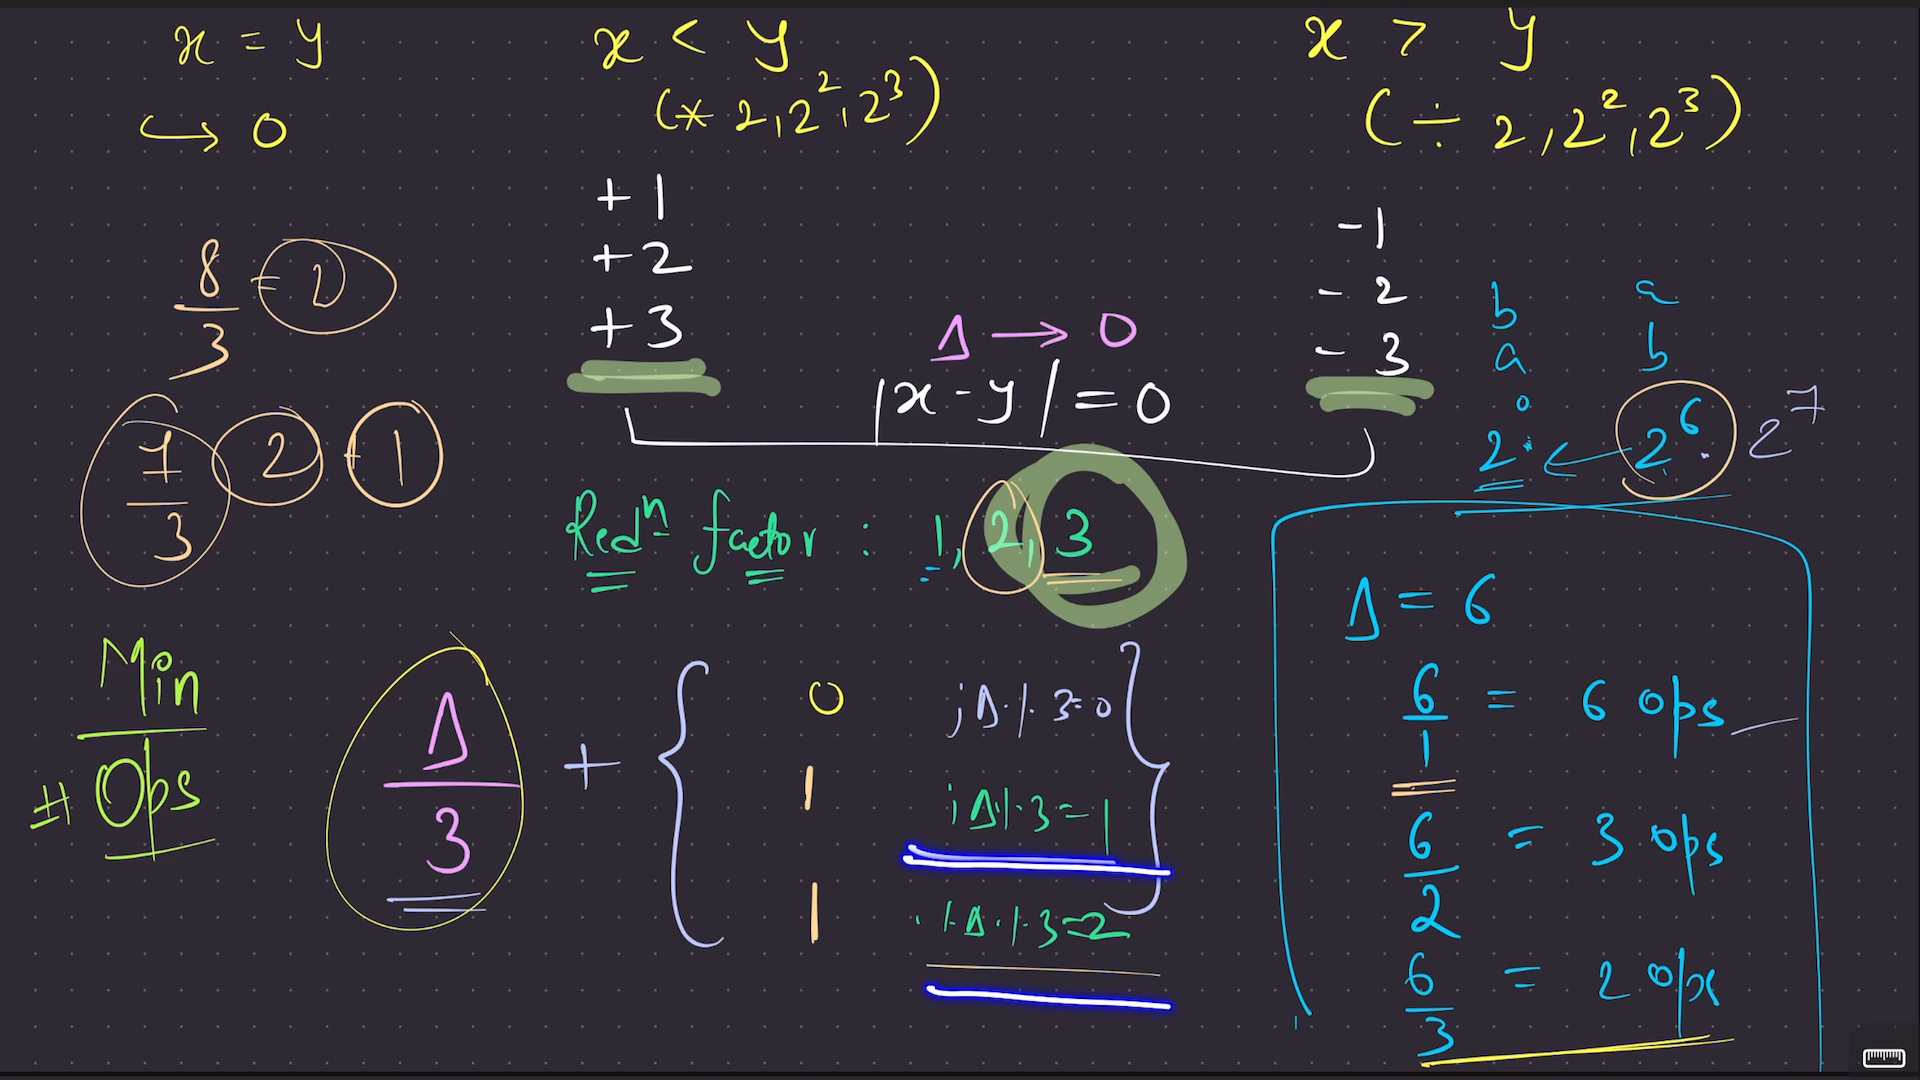 x = y
↪ 0
x < y
(* 2, 2², 2³)
+ 1
+ 2
+ 3
x > y
(÷ 2, 2², 2³)
- 1
- 2
- 3
8/3 = 2
7/3 2 + 1
Δ → 0
|x - y| = 0
b a
a b
2⁰ ← 2⁶ . 2⁷
Redⁿ factor : 1, 2, 3
Min
# Ops
Δ/3 + {
0 ; Δ % 3 = 0
1 ; Δ % 3 = 1
1 ; Δ % 3 = 2
}
Δ = 6
6/1 = 6 Ops
6/2 = 3 Ops
6/3 = 2 Ops